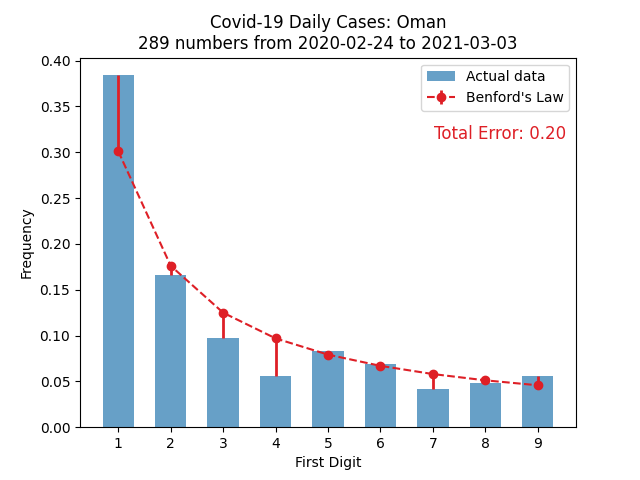 Covid-19 Daily Cases: Oman
289 numbers from 2020-02-24 to 2021-03-03
Actual data
Benford's Law
Total Error: 0.20
Frequency
0.40
0.35
0.30
0.25
0.20
0.15
0.10
0.05
0.00
1 2 3 4 5 6 7 8 9
First Digit